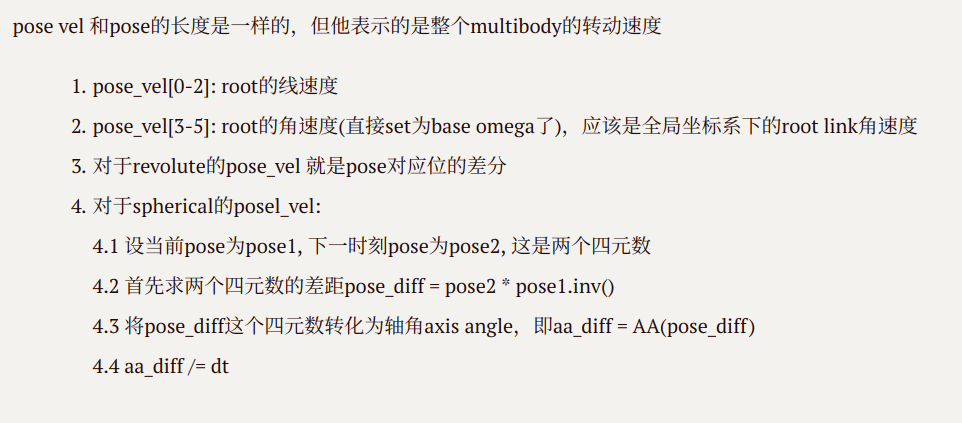 pose vel 和pose的长度是一样的，但他表示的是整个multibody的转动速度
1. pose_vel[0-2]: root的线速度
2. pose_vel[3-5]: root的角速度(直接set为base omega了)，应该是全局坐标系下的root link角速度
3. 对于revolute的pose_vel 就是pose对应位的差分
4. 对于spherical的posel_vel:
4.1 设当前pose为pose1, 下一时刻pose为pose2, 这是两个四元数
4.2 首先求两个四元数的差距pose_diff = pose2 * pose1.inv()
4.3 将pose_diff这个四元数转化为轴角axis angle，即aa_diff = AA(pose_diff)
4.4 aa_diff /= dt